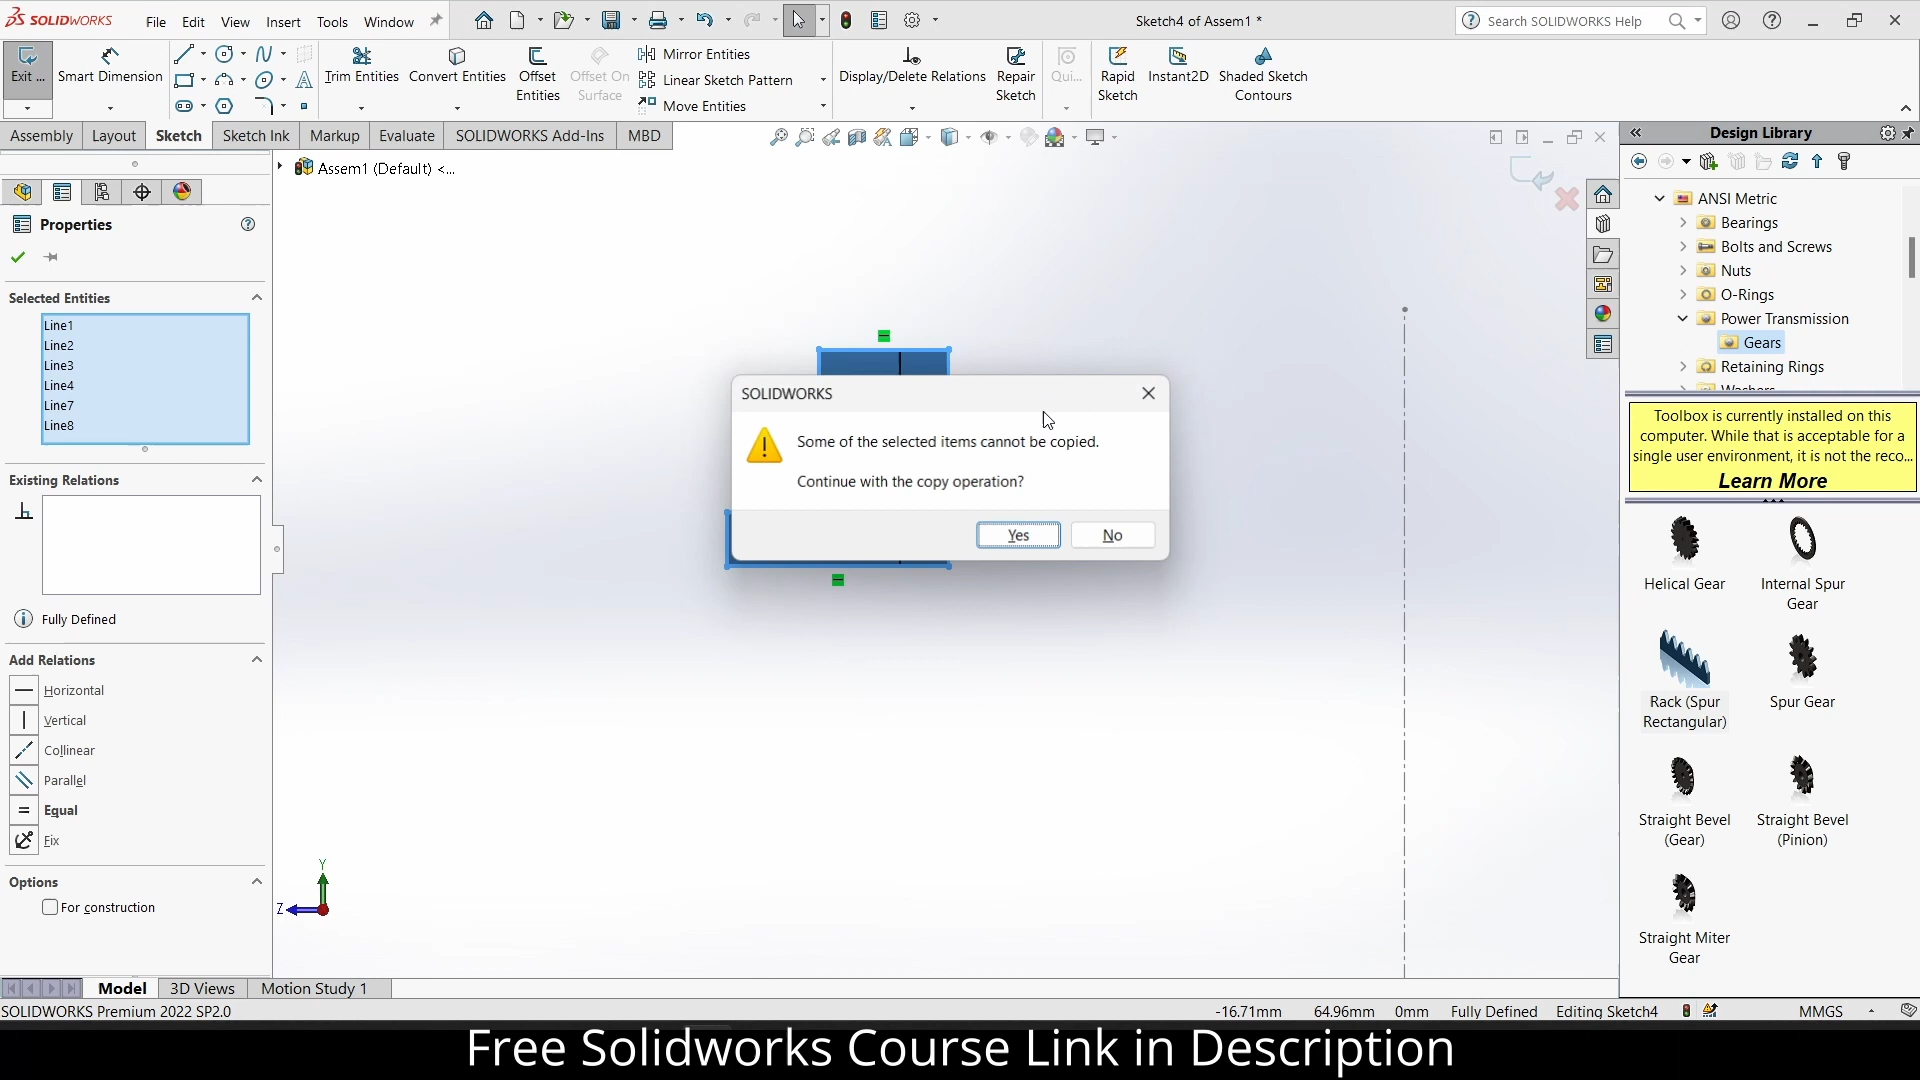 SOLIDWORKS
File Edit View Insert Tools Window
Sketch4 of Assem1 *
Search SOLIDWORKS Help
Exit ...
Smart Dimension
Trim Entities
Convert Entities
Offset
Entities
Offset On
Surface
Mirror Entities
Linear Sketch Pattern
Move Entities
Display/Delete Relations
Repair
Sketch
Qui...
Rapid
Sketch
Instant2D
Shaded Sketch
Contours
Assembly Layout Sketch Sketch Ink Markup Evaluate SOLIDWORKS Add-Ins MBD
Assem1 (Default) <...
Properties
Selected Entities
Line1
Line2
Line3
Line4
Line7
Line8
Existing Relations
Fully Defined
Add Relations
Horizontal
Vertical
Collinear
Parallel
Equal
Fix
Options
For construction
SOLIDWORKS
Some of the selected items cannot be copied.
Continue with the copy operation?
Yes
No
Y
Z
Design Library
ANSI Metric
Bearings
Bolts and Screws
Nuts
O-Rings
Power Transmission
Gears
Retaining Rings
Washers
Toolbox is currently installed on this
computer. While that is acceptable for a
single user environment, it is not the reco...
Learn More
Helical Gear
Internal Spur
Gear
Rack (Spur
Rectangular)
Spur Gear
Straight Bevel
(Gear)
Straight Bevel
(Pinion)
Straight Miter
Gear
Model 3D Views Motion Study 1
SOLIDWORKS Premium 2022 SP2.0
-16.71mm 64.96mm 0mm Fully Defined Editing Sketch4 MMGS
Free Solidworks Course Link in Description